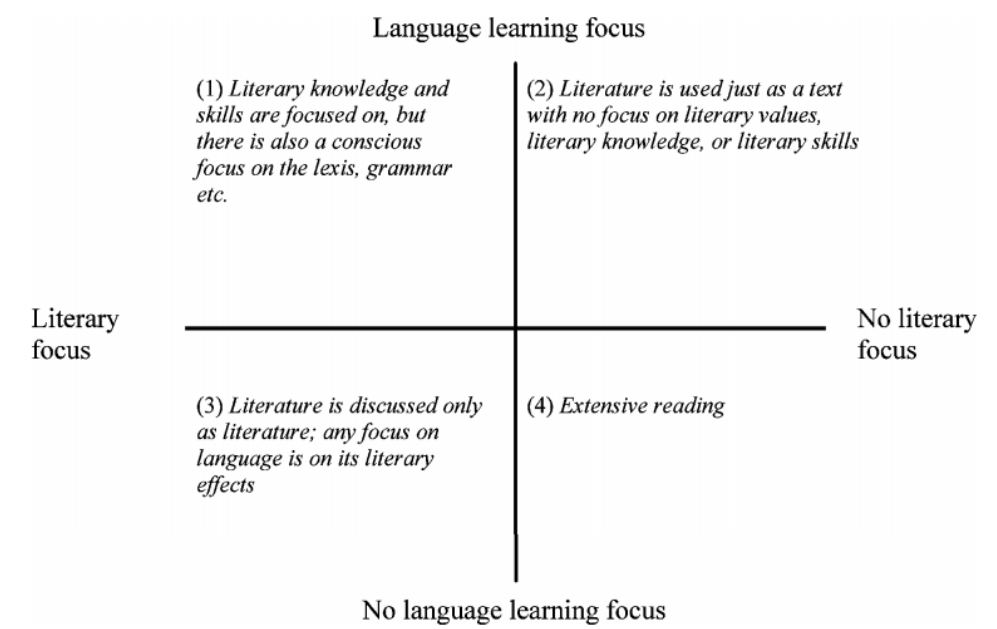 Language learning focus
(1) Literary knowledge and
skills are focused on, but
there is also a conscious
focus on the lexis, grammar
etc.
(2) Literature is used just as a text
with no focus on literary values,
literary knowledge, or literary skills
Literary
focus
No literary
focus
(3) Literature is discussed only
as literature; any focus on
language is on its literary
effects
(4) Extensive reading
No language learning focus